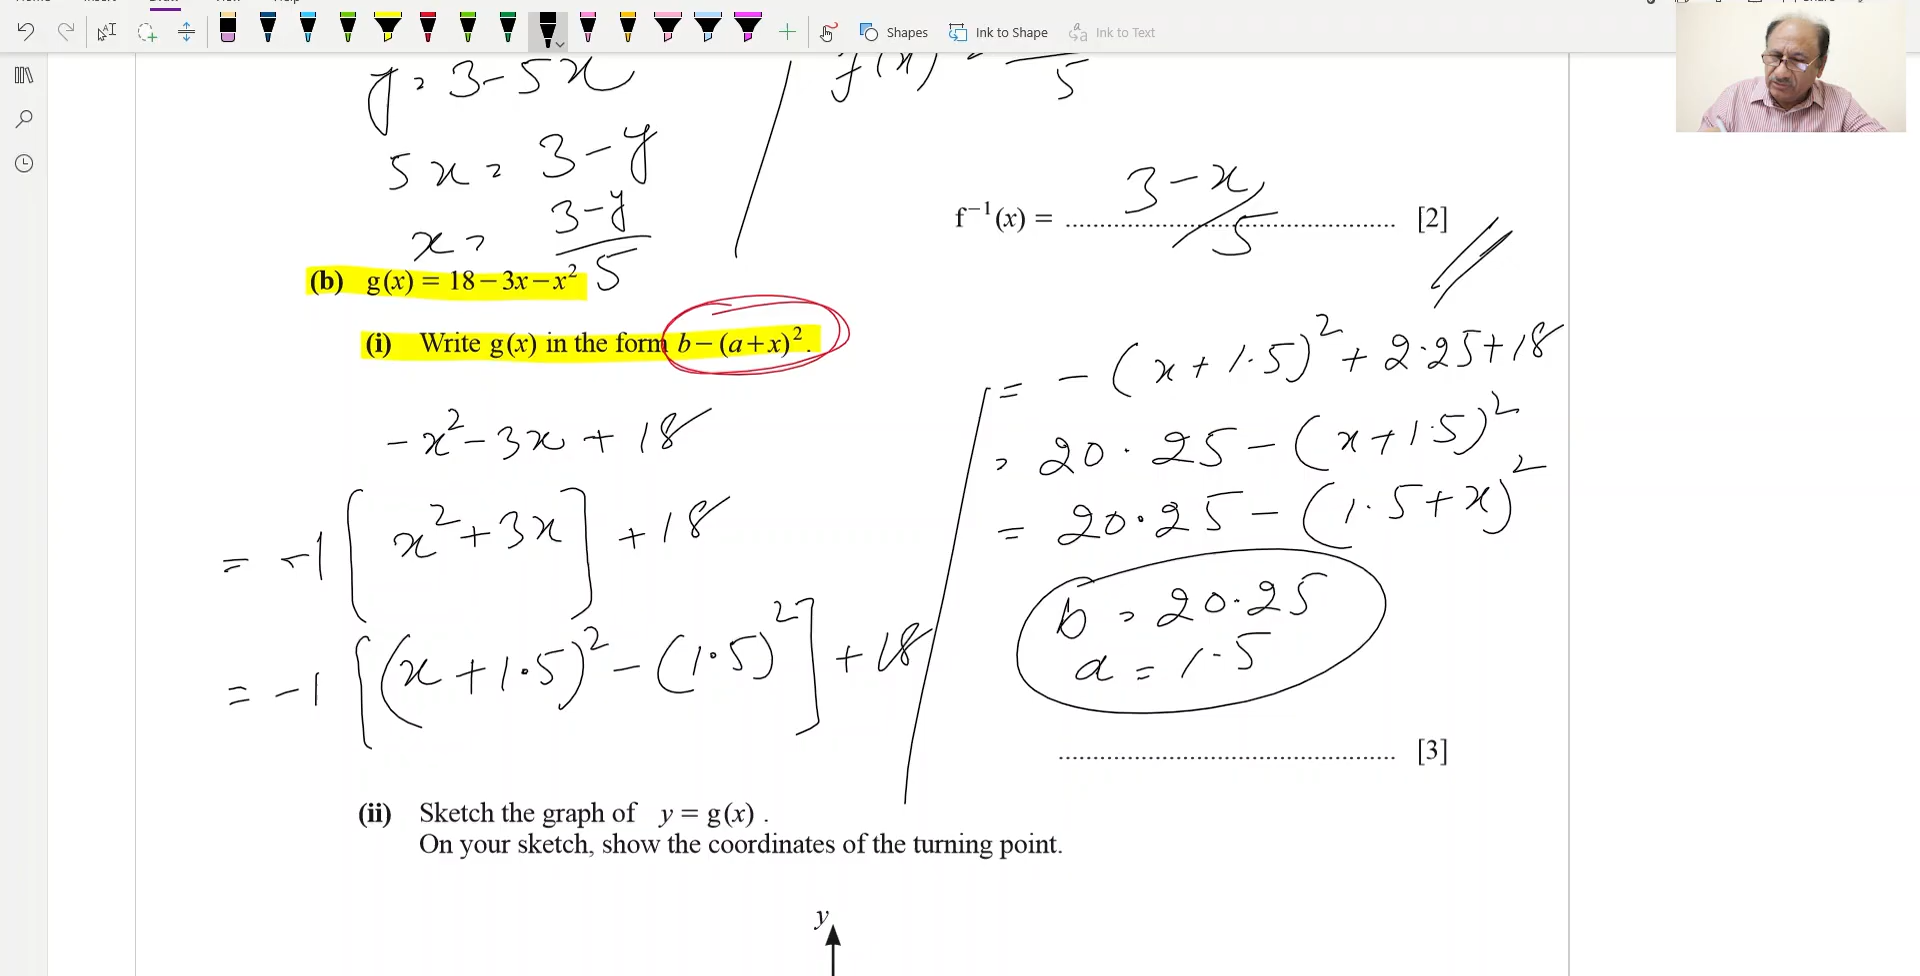 Shapes
Ink to Shape
Ink to Text
y = 3 - 5x
5x = 3 - y
x = 3 - y / 5
5
f⁻¹(x) = 3 - x / 5 [2]
(b) g(x) = 18 – 3x – x²
(i) Write g(x) in the form b – (a + x)².
-x² - 3x + 18
= -1 [x² + 3x] + 18
= -1 [(x + 1.5)² - (1.5)²] + 18
= - (x + 1.5)² + 2.25 + 18
= 20.25 - (x + 1.5)²
= 20.25 - (1.5 + x)²
b = 20.25
a = 1.5
[3]
(ii) Sketch the graph of y = g(x) .
On your sketch, show the coordinates of the turning point.
y